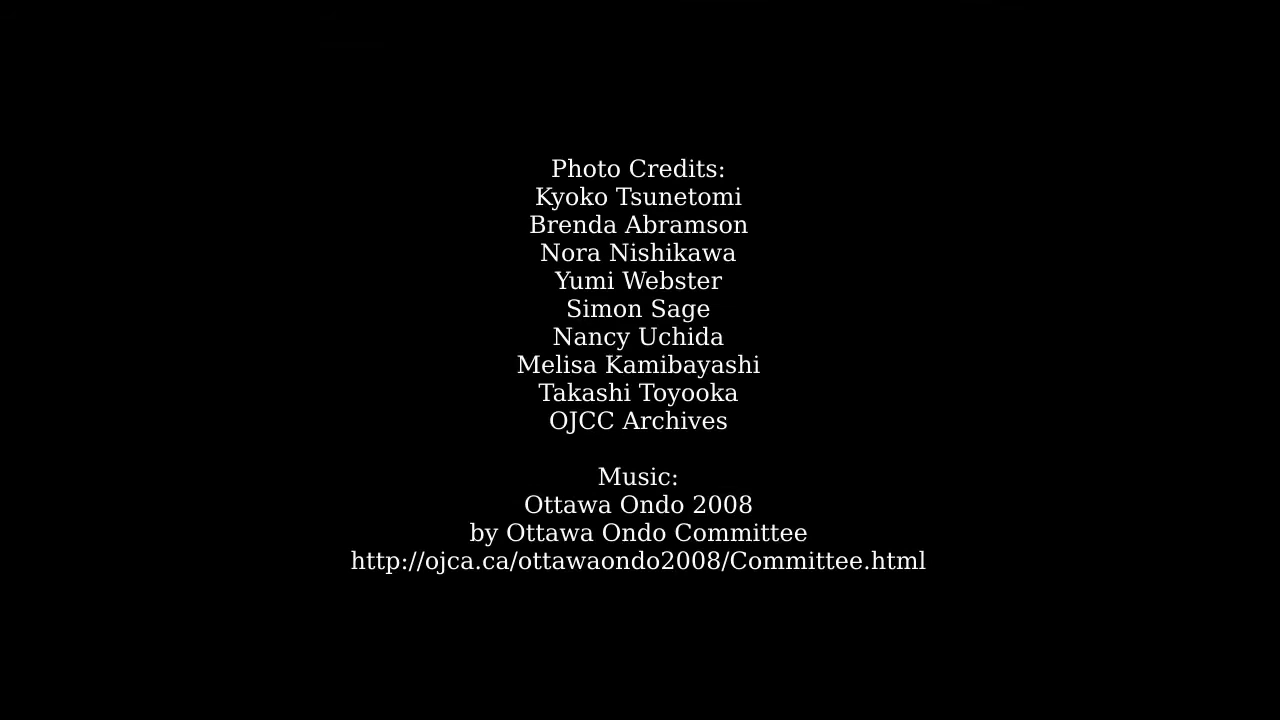 Photo Credits:
Kyoko Tsunetomi
Brenda Abramson
Nora Nishikawa
Yumi Webster
Simon Sage
Nancy Uchida
Melisa Kamibayashi
Takashi Toyooka
OJCC Archives
Music:
Ottawa Ondo 2008
by Ottawa Ondo Committee
http://ojca.ca/ottawaondo2008/Committee.html